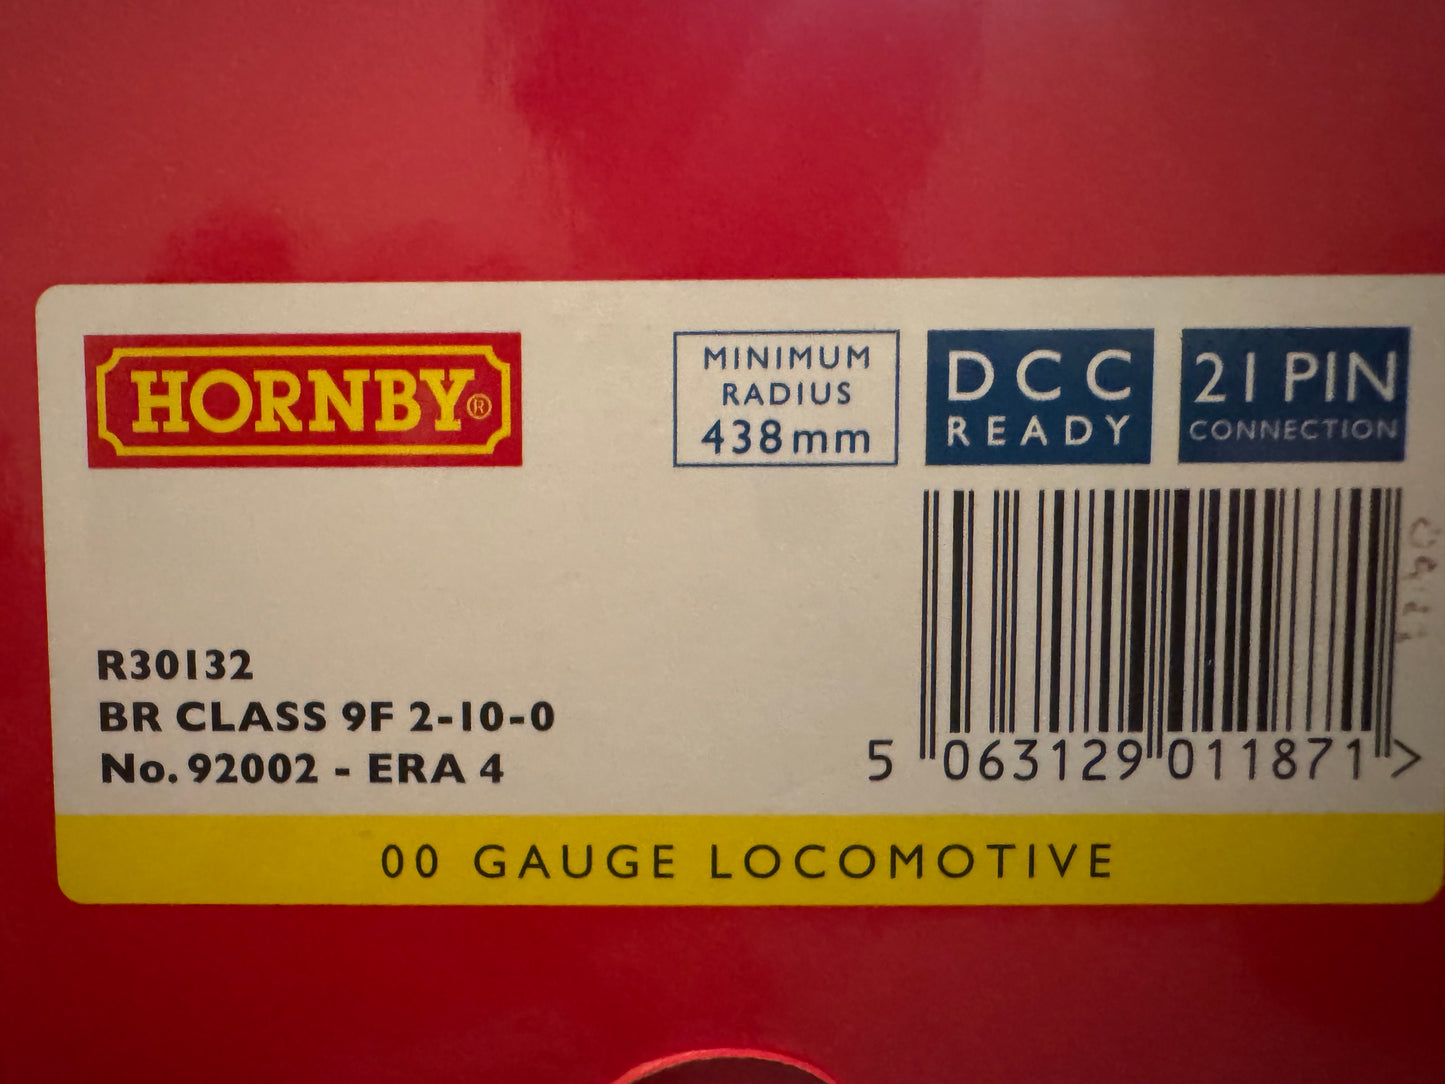 HORNBY®
MINIMUM
RADIUS
438mm
DCC
READY
21 PIN
CONNECTION
R30132
BR CLASS 9F 2-10-0
No. 92002 - ERA 4
5 063129 011871 >
00 GAUGE LOCOMOTIVE